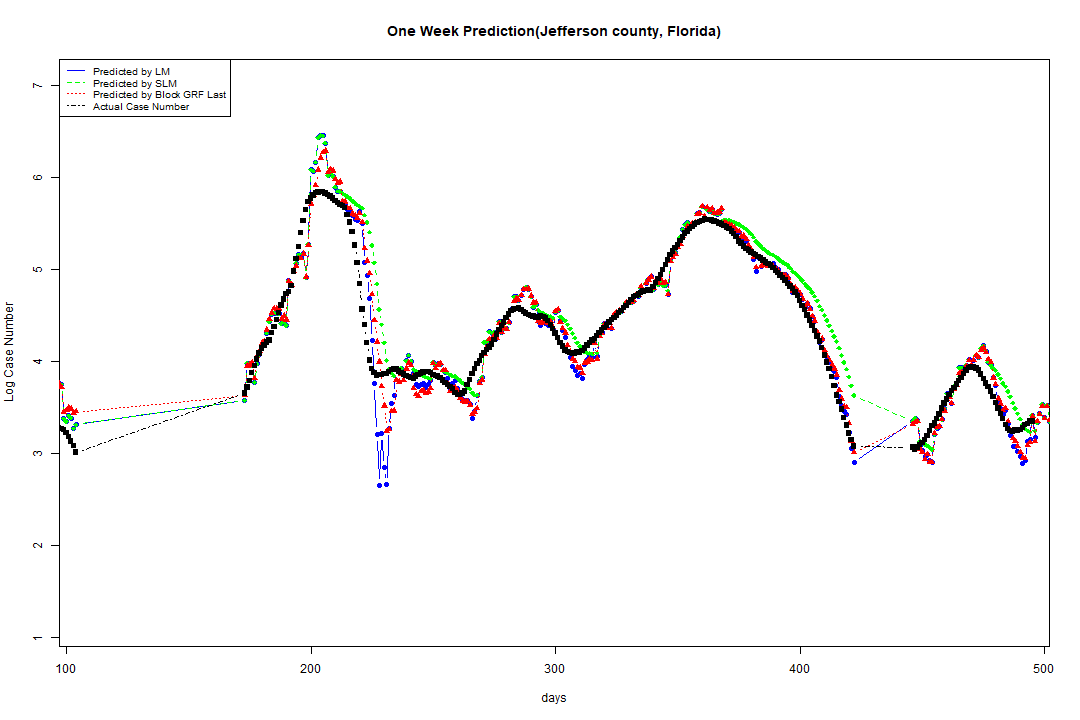 One Week Prediction(Jefferson county, Florida)
Predicted by LM
Predicted by SLM
Predicted by Block GRF Last
Actual Case Number
7
6
5
4
3
2
1
Log Case Number
100 200 300 400 500
days